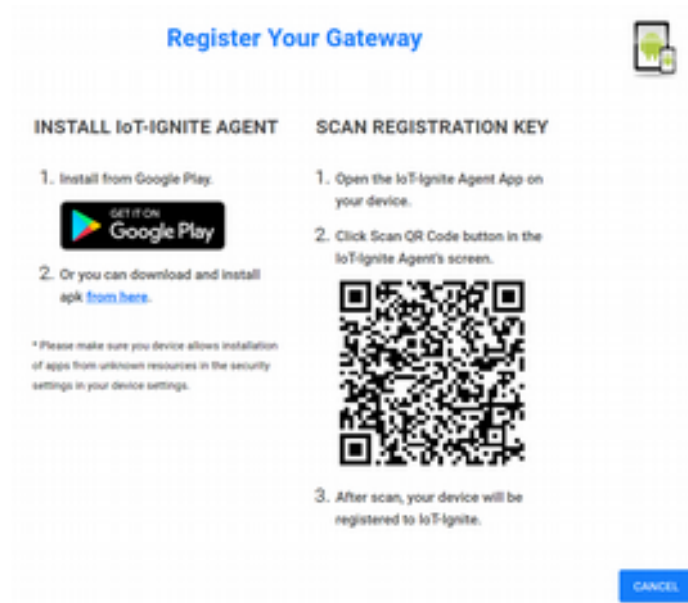 Register Your Gateway
INSTALL IoT-IGNITE AGENT
1. Install from Google Play.
GET IT ON
Google Play
2. Or you can download and install
apk from here.
* Please make sure you device allows installation
of apps from unknown resources in the security
settings in your device settings.
SCAN REGISTRATION KEY
1. Open the IoT-Ignite Agent App on
your device.
2. Click Scan QR Code button in the
IoT-Ignite Agent's screen.
3. After scan, your device will be
registered to IoT-Ignite.
CANCEL